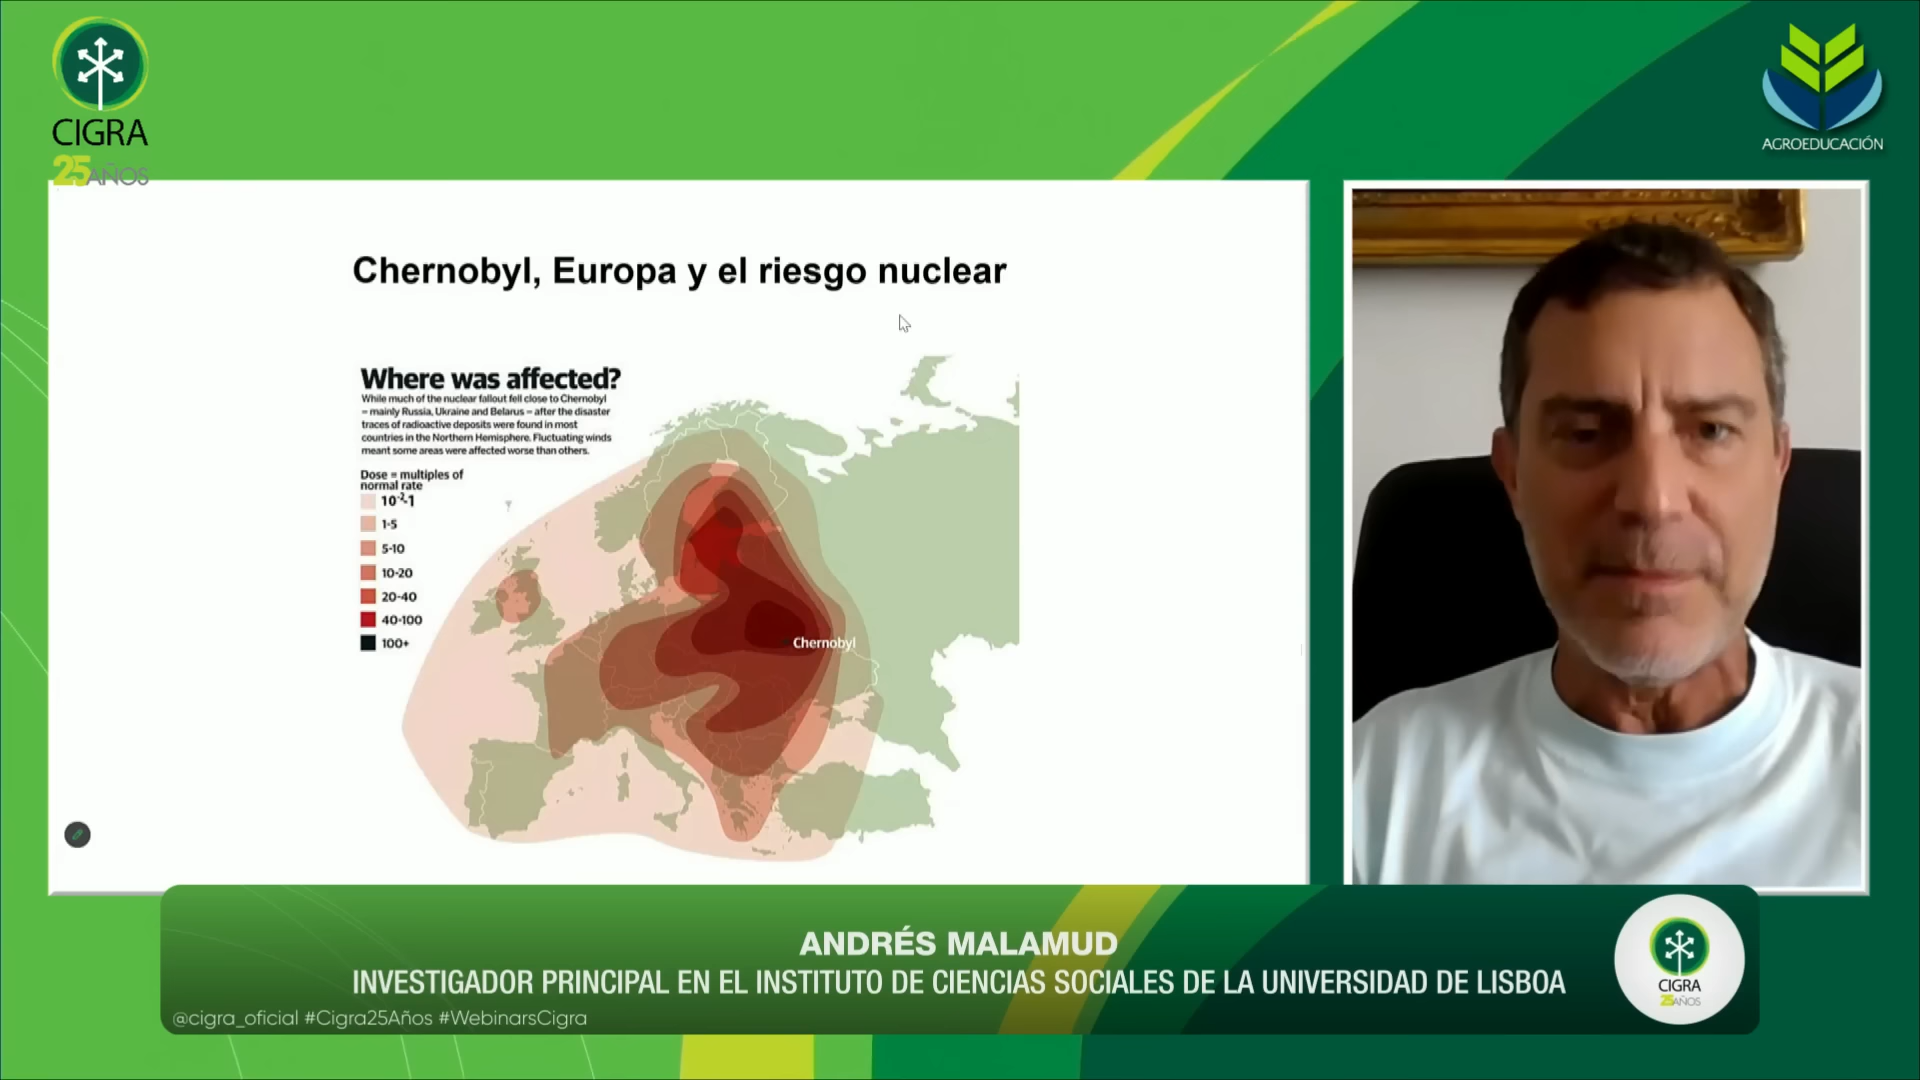 CIGRA
25AÑOS
AGROEDUCACIÓN
Chernobyl, Europa y el riesgo nuclear
Where was affected?
While much of the nuclear fallout fell close to Chernobyl
– mainly Russia, Ukraine and Belarus – after the disaster
traces of radioactive deposits were found in most
countries in the Northern Hemisphere. Fluctuating winds
meant some areas were affected worse than others.
Dose = multiples of
normal rate
10⁻²-1
1-5
5-10
10-20
20-40
40-100
100+
Chernobyl
ANDRÉS MALAMUD
INVESTIGADOR PRINCIPAL EN EL INSTITUTO DE CIENCIAS SOCIALES DE LA UNIVERSIDAD DE LISBOA
@cigra_oficial #Cigra25Años #WebinarsCigra
CIGRA
25AÑOS